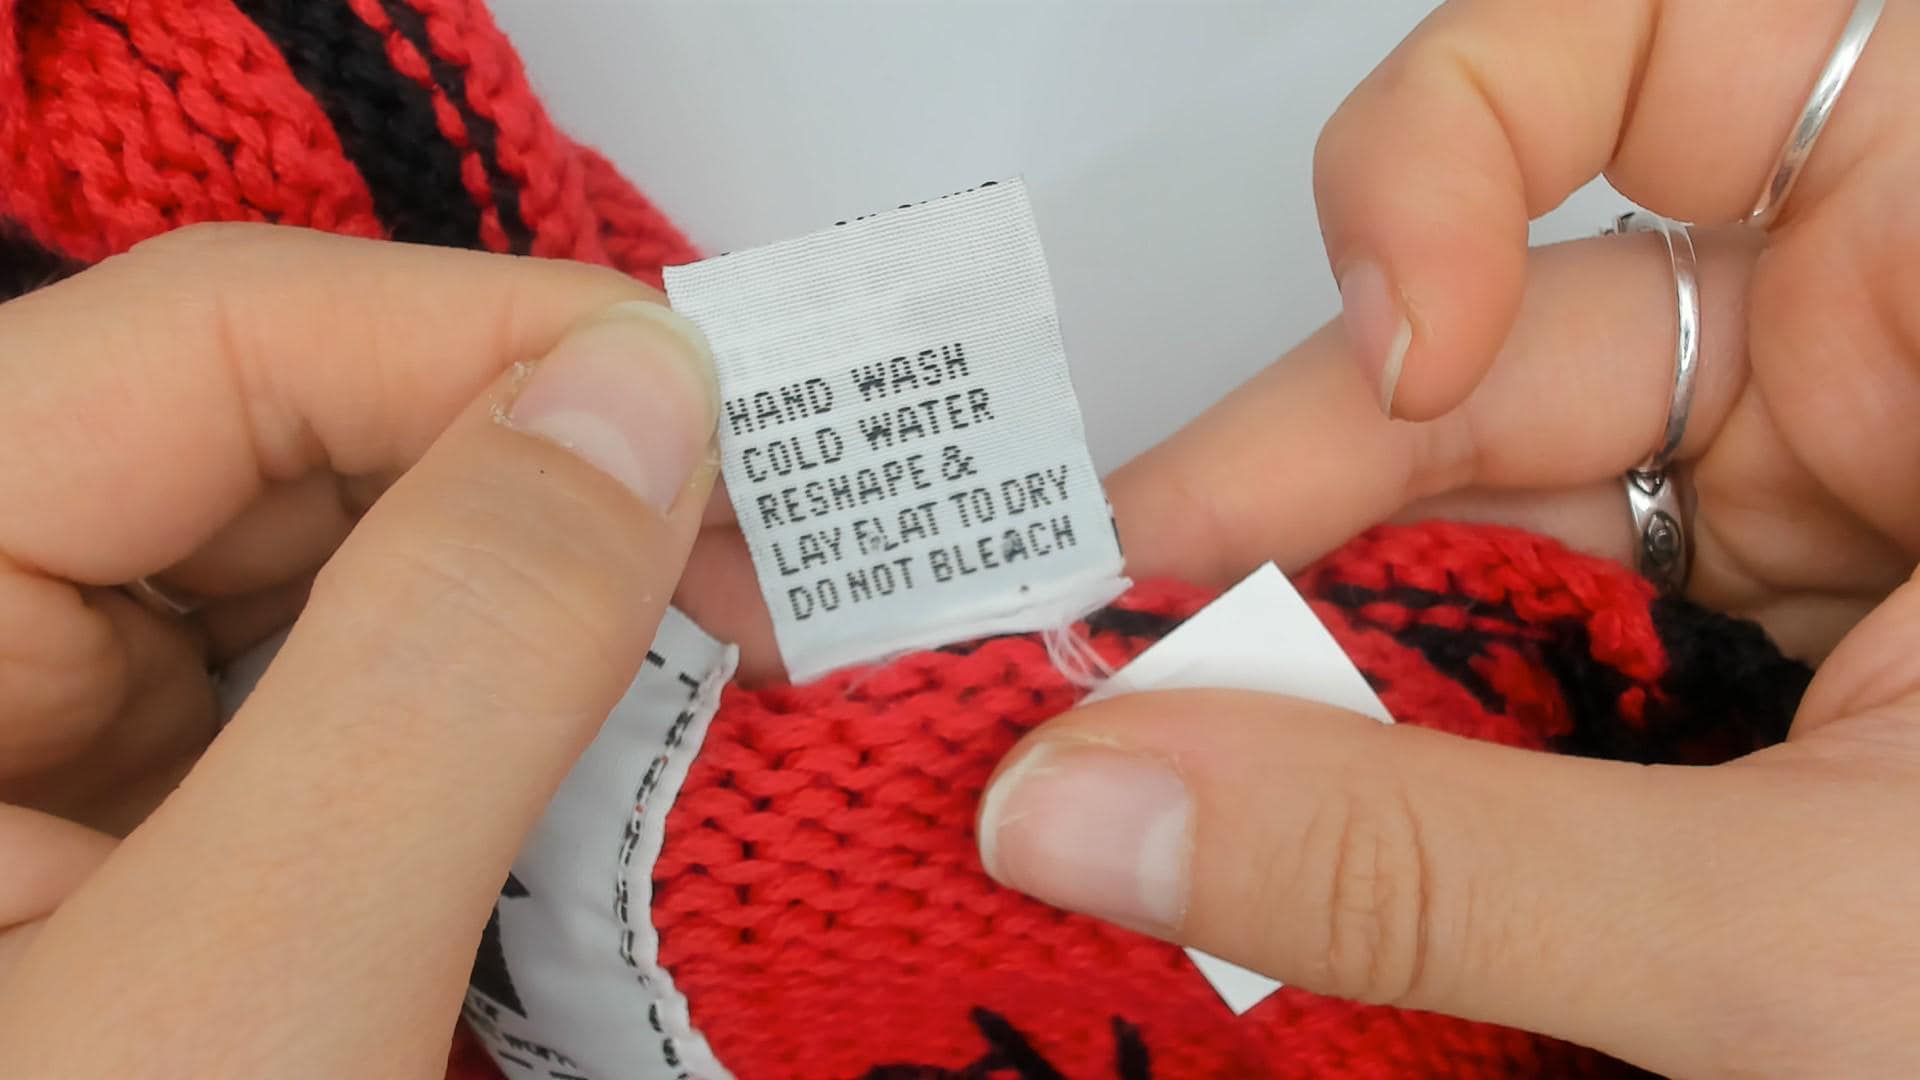 HAND WASH
COLD WATER
RESHAPE &
LAY FLAT TO DRY
DO NOT BLEACH